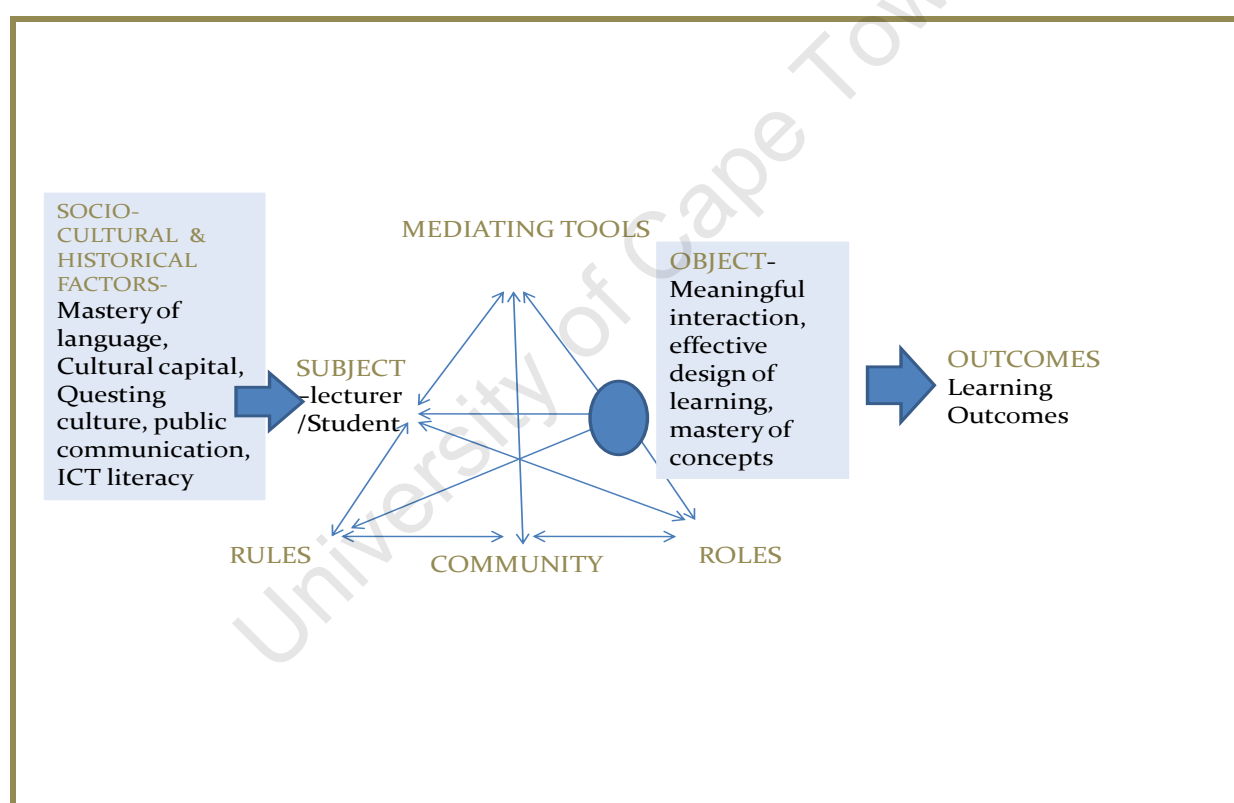 SOCIO-
CULTURAL &
HISTORICAL
FACTORS-
Mastery of
language,
Cultural capital,
Questing
culture, public
communication,
ICT literacy
MEDIATING TOOLS
SUBJECT
-lecturer
/Student
OBJECT-
Meaningful
interaction,
effective
design of
learning,
mastery of
concepts
OUTCOMES
Learning
Outcomes
RULES
COMMUNITY
ROLES
University of Cape Tow